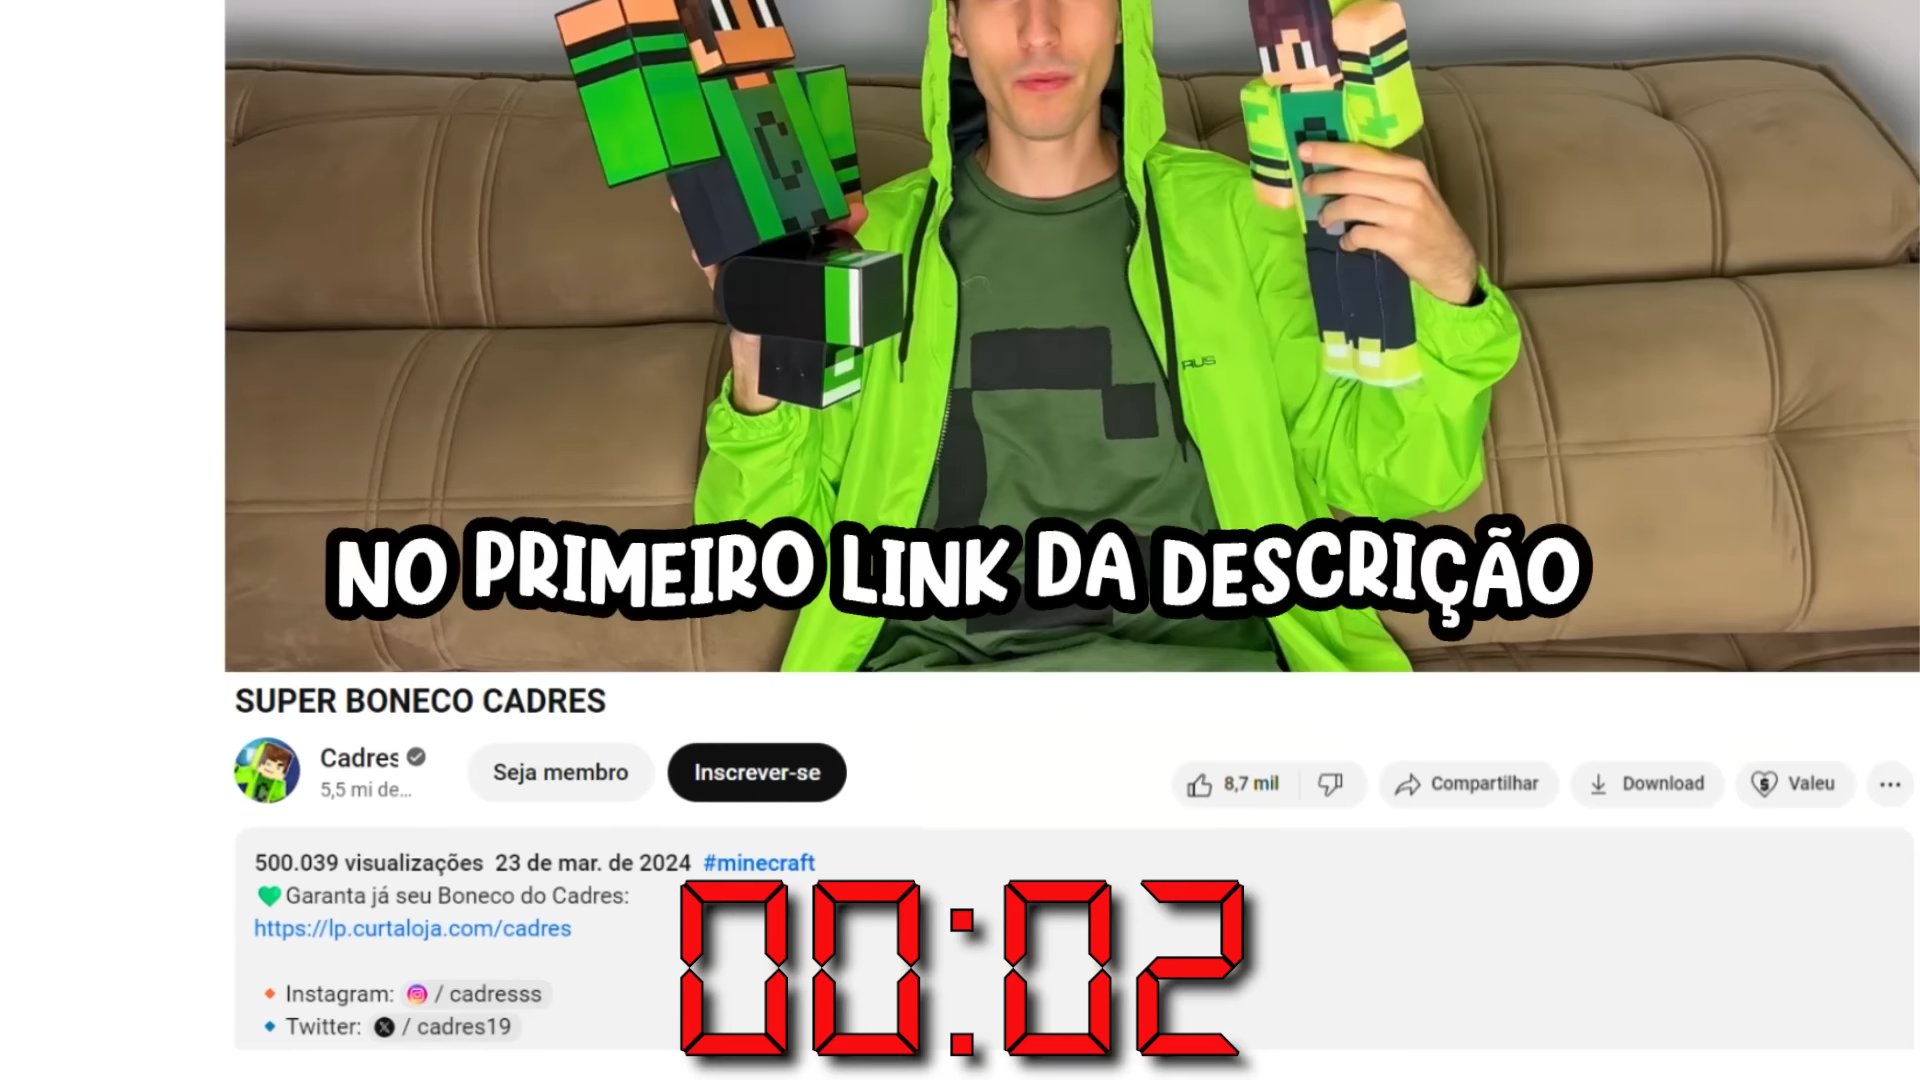 RUS
NO PRIMEIRO LINK DA DESCRIÇÃO
SUPER BONECO CADRES
Cadres
5,5 mi de...
Seja membro
Inscrever-se
8,7 mil
Compartilhar
Download
Valeu
500.039 visualizações 23 de mar. de 2024 #minecraft
Garanta já seu Boneco do Cadres:
https://lp.curtaloja.com/cadres
00:02
Instagram: / cadresss
Twitter: / cadres19